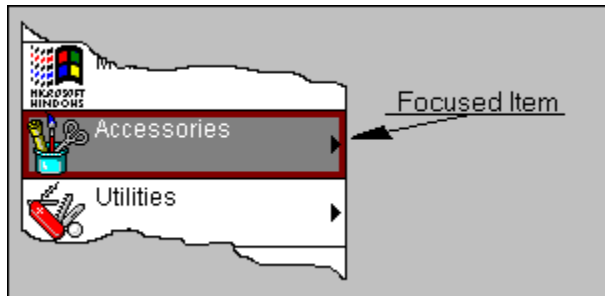 MICROSOFT
WINDOWS
Accessories
Focused Item
Utilities